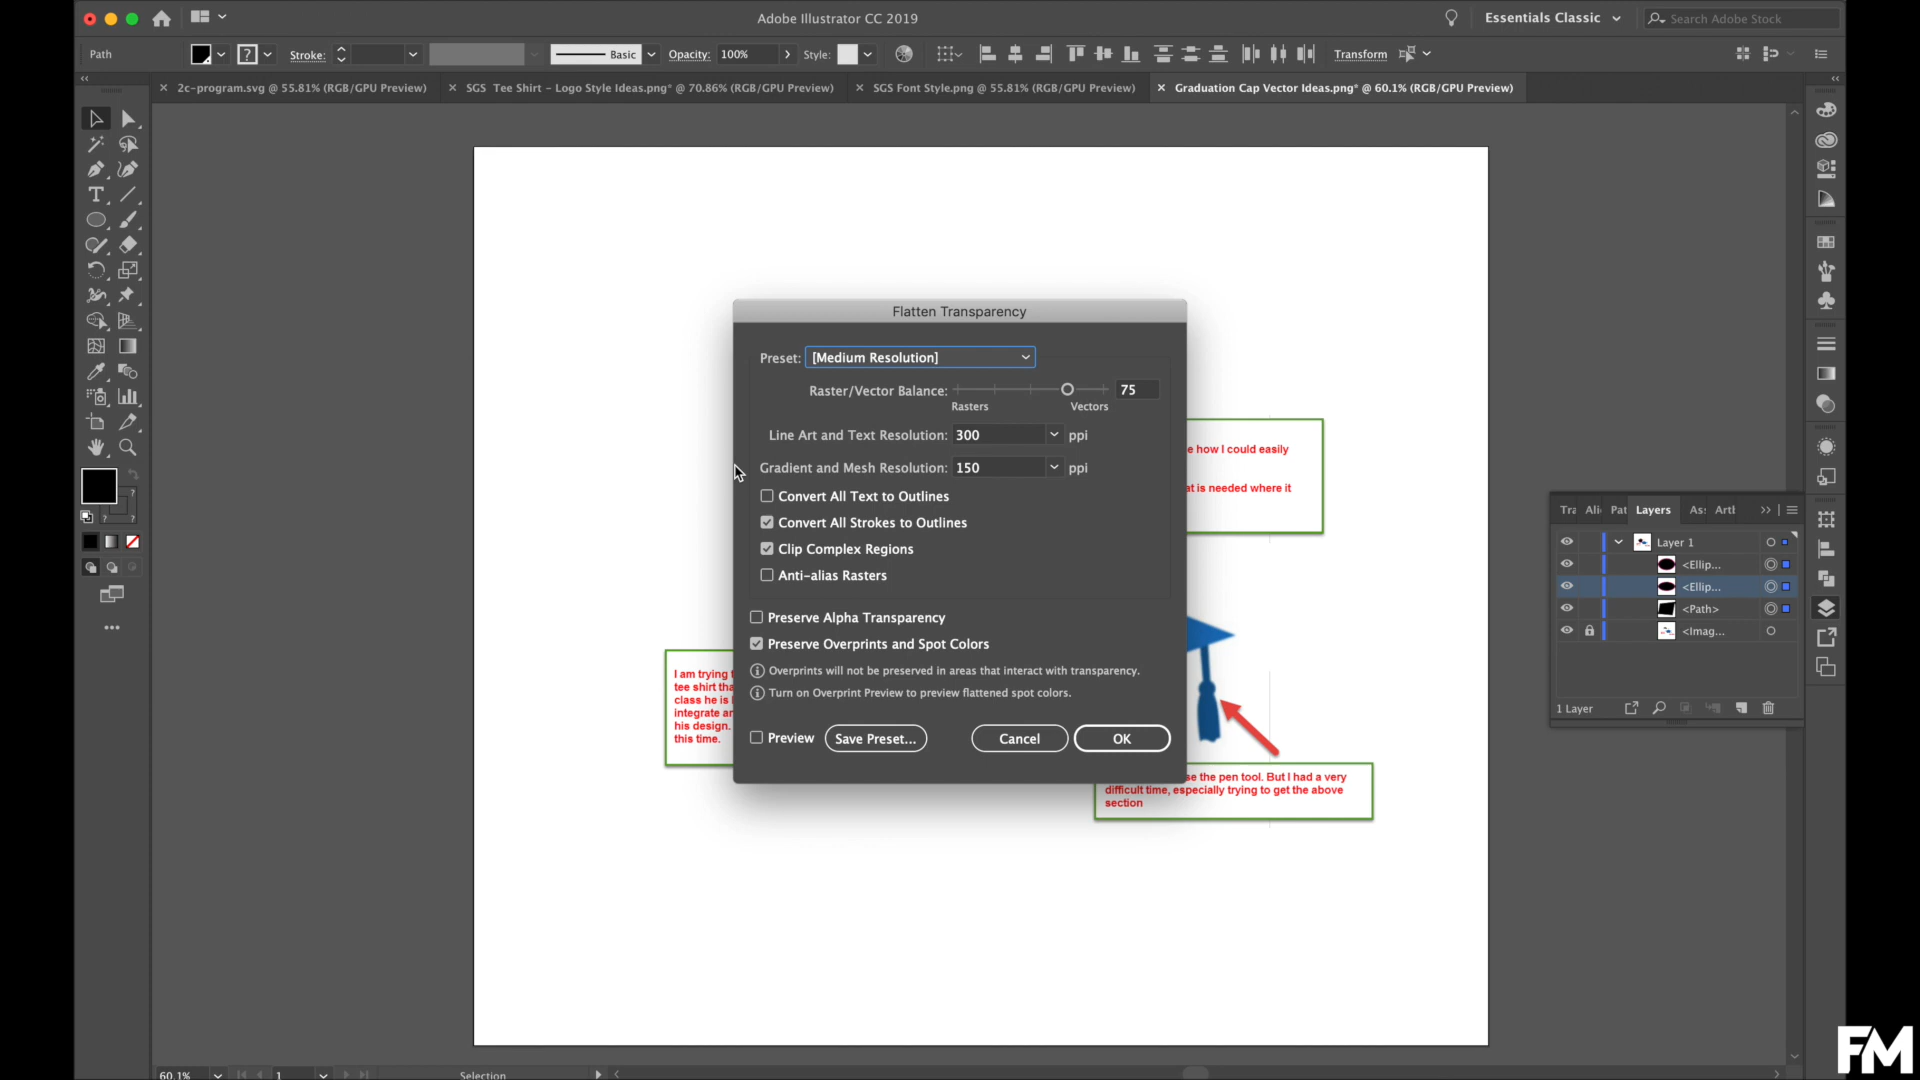 Adobe Illustrator CC 2019
Essentials Classic
Search Adobe Stock
Path
Stroke:
Basic
Opacity: 100%
Style:
Transform
2c-program.svg @ 55.81% (RGB/GPU Preview)
SGS Tee Shirt - Logo Style Ideas.png* @ 70.86% (RGB/GPU Preview)
SGS Font Style.png @ 55.81% (RGB/GPU Preview)
Graduation Cap Vector Ideas.png* @ 60.1% (RGB/GPU Preview)
Flatten Transparency
Preset: [Medium Resolution]
Raster/Vector Balance: 75
Rasters Vectors
Line Art and Text Resolution: 300 ppi
Gradient and Mesh Resolution: 150 ppi
Convert All Text to Outlines
Convert All Strokes to Outlines
Clip Complex Regions
Anti-alias Rasters
Preserve Alpha Transparency
Preserve Overprints and Spot Colors
Overprints will not be preserved in areas that interact with transparency.
Turn on Overprint Preview to preview flattened spot colors.
Preview
Save Preset...
Cancel
OK
e how I could easily
at is needed where it
I am trying t
tee shirt tha
class he is
integrate an
his design.
this time.
se the pen tool. But I had a very
difficult time, especially trying to get the above
section
Tra Ali Pat Layers As: Artl
Layer 1
<Ellip...
<Ellip...
<Path>
<Imag...
1 Layer
60.1%
1
Selection
FM